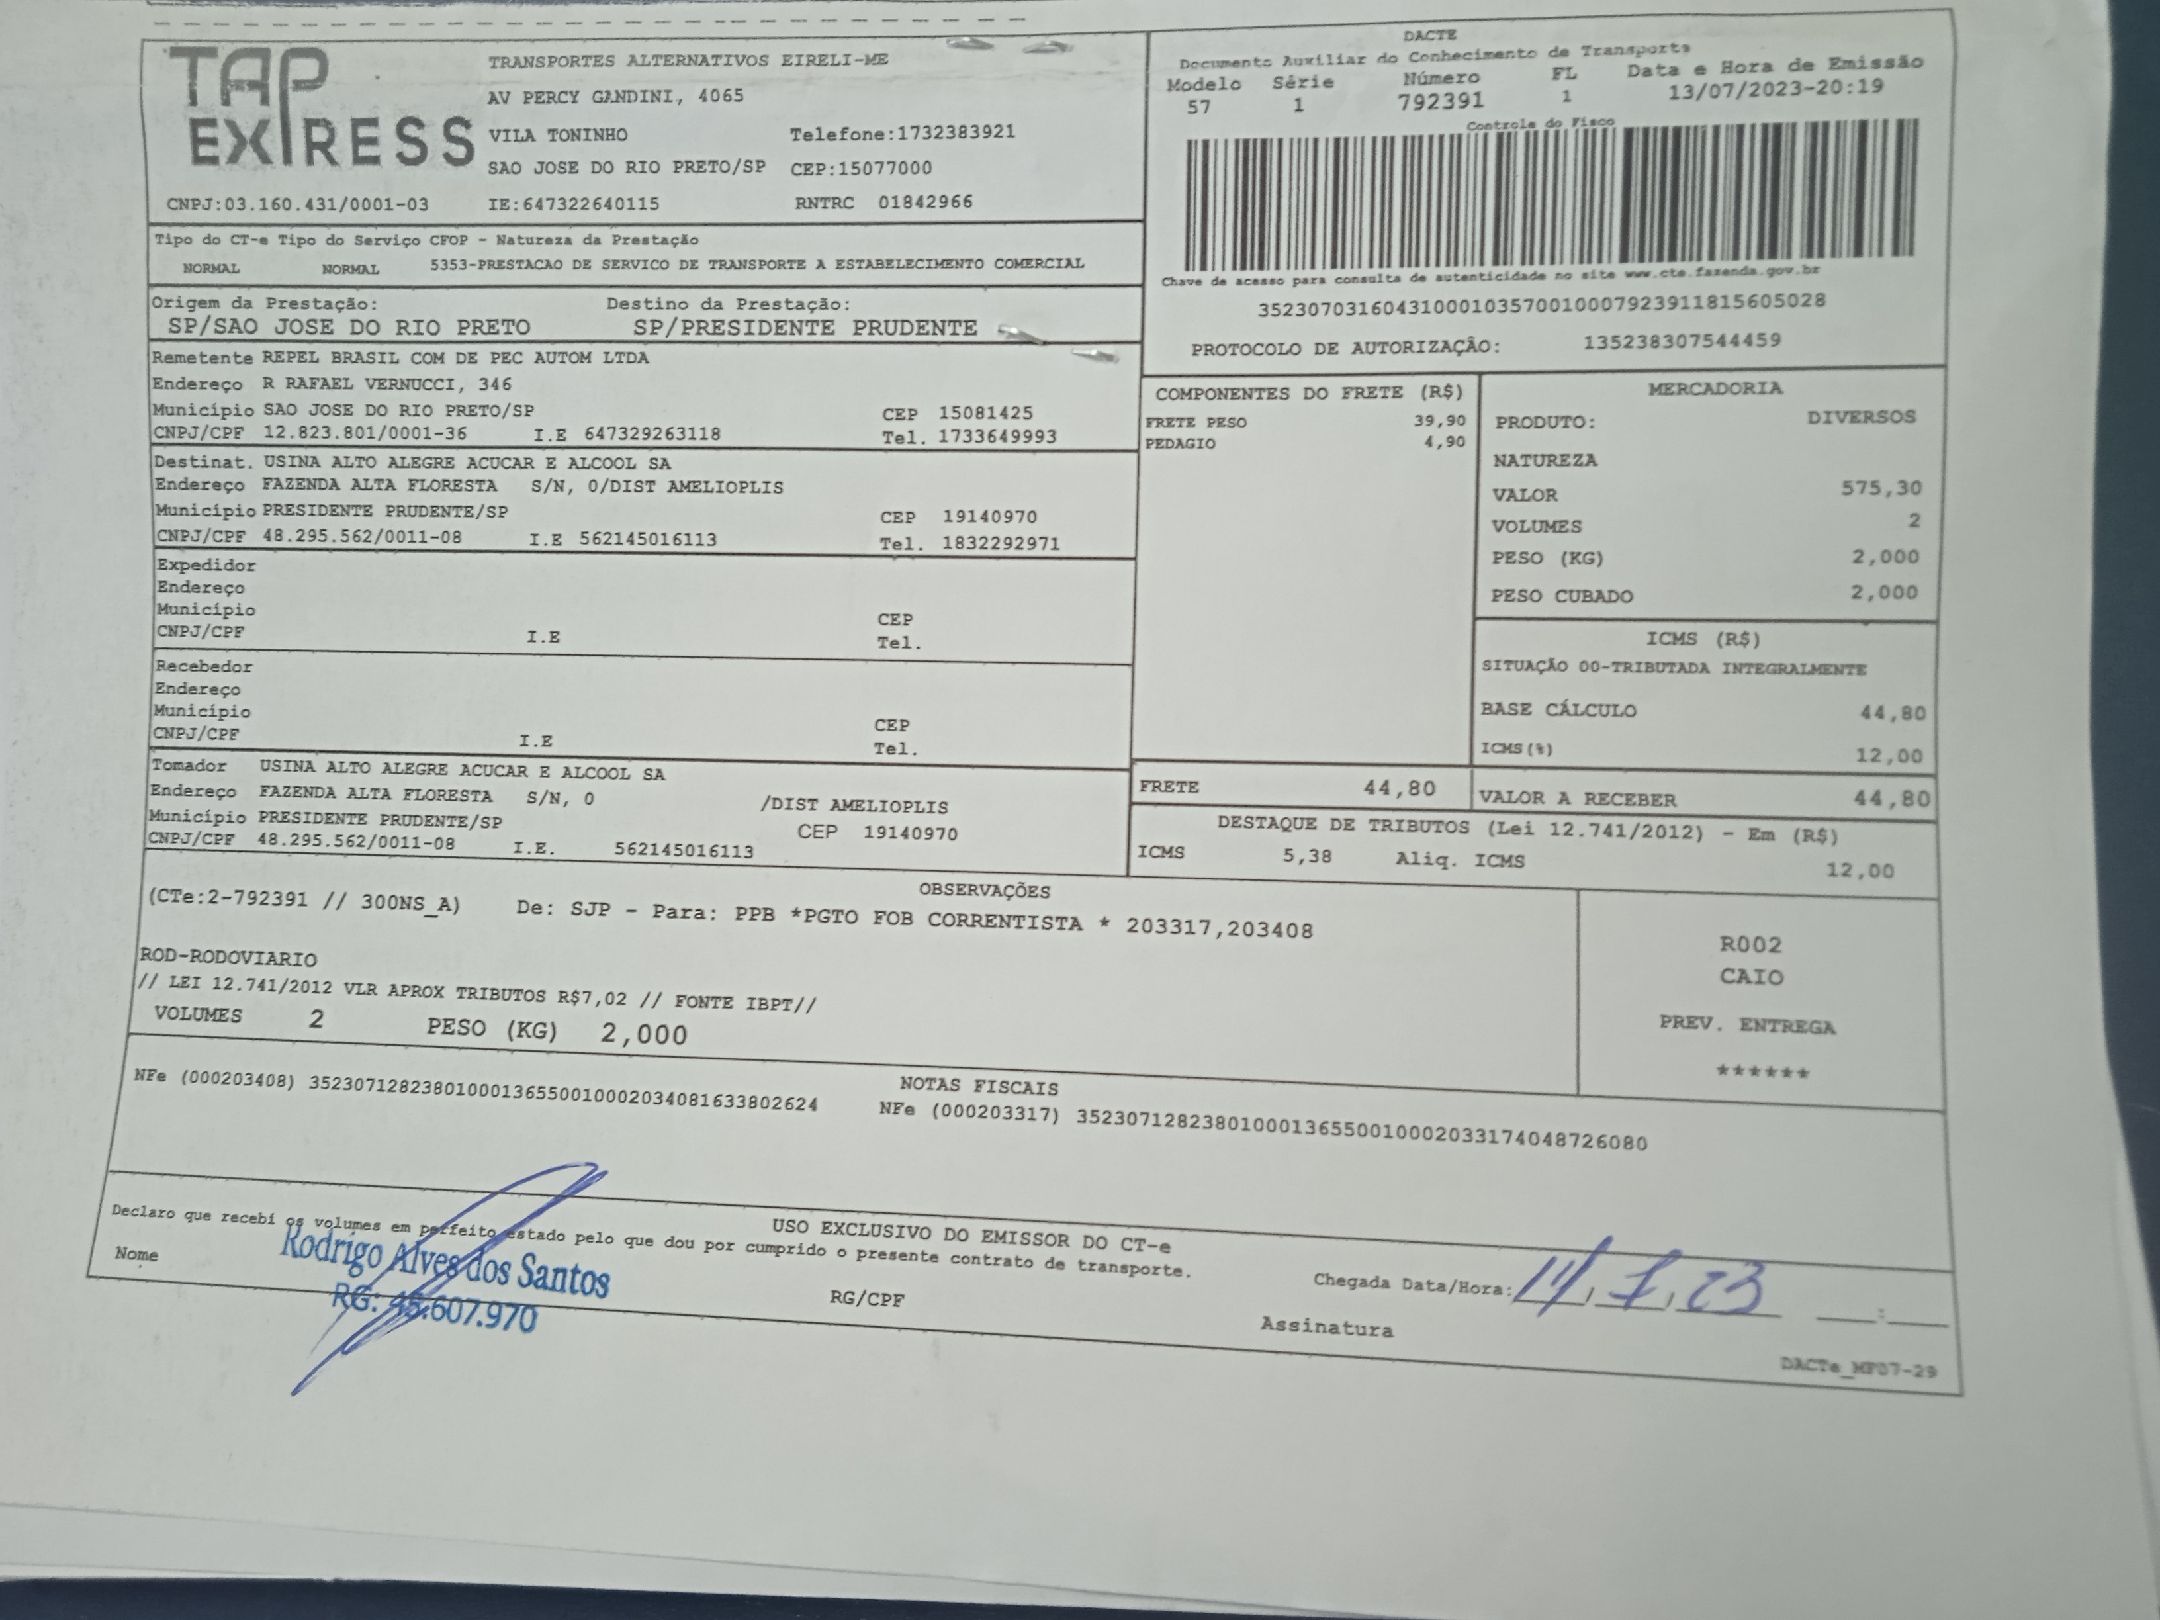 TAP EXPRESS
TRANSPORTES ALTERNATIVOS EIRELI-ME
AV PERCY GANDINI, 4065
VILA TONINHO Telefone:1732383921
SAO JOSE DO RIO PRETO/SP CEP:15077000
CNPJ:03.160.431/0001-03 IE:647322640115 RNTRC 01842966
DACTE
Documento Auxiliar do Conhecimento de Transporte
Modelo Série Número FL Data e Hora de Emissão
57 1 792391 1 13/07/2023-20:19
Controle do Fisco
Chave de acesso para consulta de autenticidade no site www.cte.fazenda.gov.br
35230703160431000103570010007923911815605028
PROTOCOLO DE AUTORIZAÇÃO: 135238307544459
Tipo do CT-e Tipo do Serviço CFOP - Natureza da Prestação
NORMAL NORMAL 5353-PRESTACAO DE SERVICO DE TRANSPORTE A ESTABELECIMENTO COMERCIAL
Origem da Prestação: Destino da Prestação:
SP/SAO JOSE DO RIO PRETO SP/PRESIDENTE PRUDENTE
Remetente REPEL BRASIL COM DE PEC AUTOM LTDA
Endereço R RAFAEL VERNUCCI, 346
Município SAO JOSE DO RIO PRETO/SP CEP 15081425
CNPJ/CPF 12.823.801/0001-36 I.E 647329263118 Tel. 1733649993
Destinat. USINA ALTO ALEGRE ACUCAR E ALCOOL SA
Endereço FAZENDA ALTA FLORESTA S/N, 0/DIST AMELIOPLIS
Município PRESIDENTE PRUDENTE/SP CEP 19140970
CNPJ/CPF 48.295.562/0011-08 I.E 562145016113 Tel. 1832292971
Expedidor
Endereço
Município CEP
CNPJ/CPF I.E Tel.
Recebedor
Endereço
Município CEP
CNPJ/CPF I.E Tel.
Tomador USINA ALTO ALEGRE ACUCAR E ALCOOL SA
Endereço FAZENDA ALTA FLORESTA S/N, 0 /DIST AMELIOPLIS
Município PRESIDENTE PRUDENTE/SP CEP 19140970
CNPJ/CPF 48.295.562/0011-08 I.E. 562145016113
COMPONENTES DO FRETE (R$)
FRETE PESO 39,90
PEDAGIO 4,90
MERCADORIA
PRODUTO: DIVERSOS
NATUREZA
VALOR 575,30
VOLUMES 2
PESO (KG) 2,000
PESO CUBADO 2,000
ICMS (R$)
SITUAÇÃO 00-TRIBUTADA INTEGRALMENTE
BASE CÁLCULO 44,80
ICMS(%) 12,00
FRETE 44,80 VALOR A RECEBER 44,80
DESTAQUE DE TRIBUTOS (Lei 12.741/2012) - Em (R$)
ICMS 5,38 Aliq. ICMS 12,00
OBSERVAÇÕES
(CTe:2-792391 // 300NS_A) De: SJP - Para: PPB *PGTO FOB CORRENTISTA * 203317,203408
ROD-RODOVIARIO
// LEI 12.741/2012 VLR APROX TRIBUTOS R$7,02 // FONTE IBPT//
VOLUMES 2 PESO (KG) 2,000
R002
CAIO
PREV. ENTREGA
******
NOTAS FISCAIS
NFe (000203408) 35230712823801000136550010002034081633802624 NFe (000203317) 35230712823801000136550010002033174048726080
USO EXCLUSIVO DO EMISSOR DO CT-e
Declaro que recebi os volumes em perfeito estado pelo que dou por cumprido o presente contrato de transporte.
Nome RG/CPF Assinatura
Rodrigo Alves dos Santos
RG: 45.607.970
Chegada Data/Hora: 14/7/23 __:__
DACTe_MF07-29